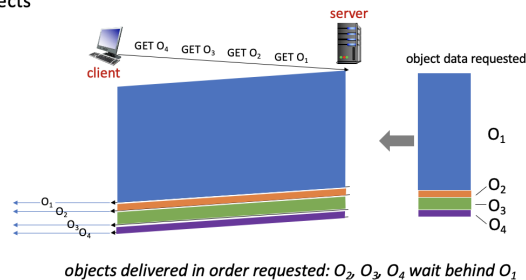 ects
server
GET O4 GET O3 GET O2 GET O1
client
object data requested
O1
O2
O3
O4
O1
O2
O3
O4
objects delivered in order requested: O2, O3, O4 wait behind O1